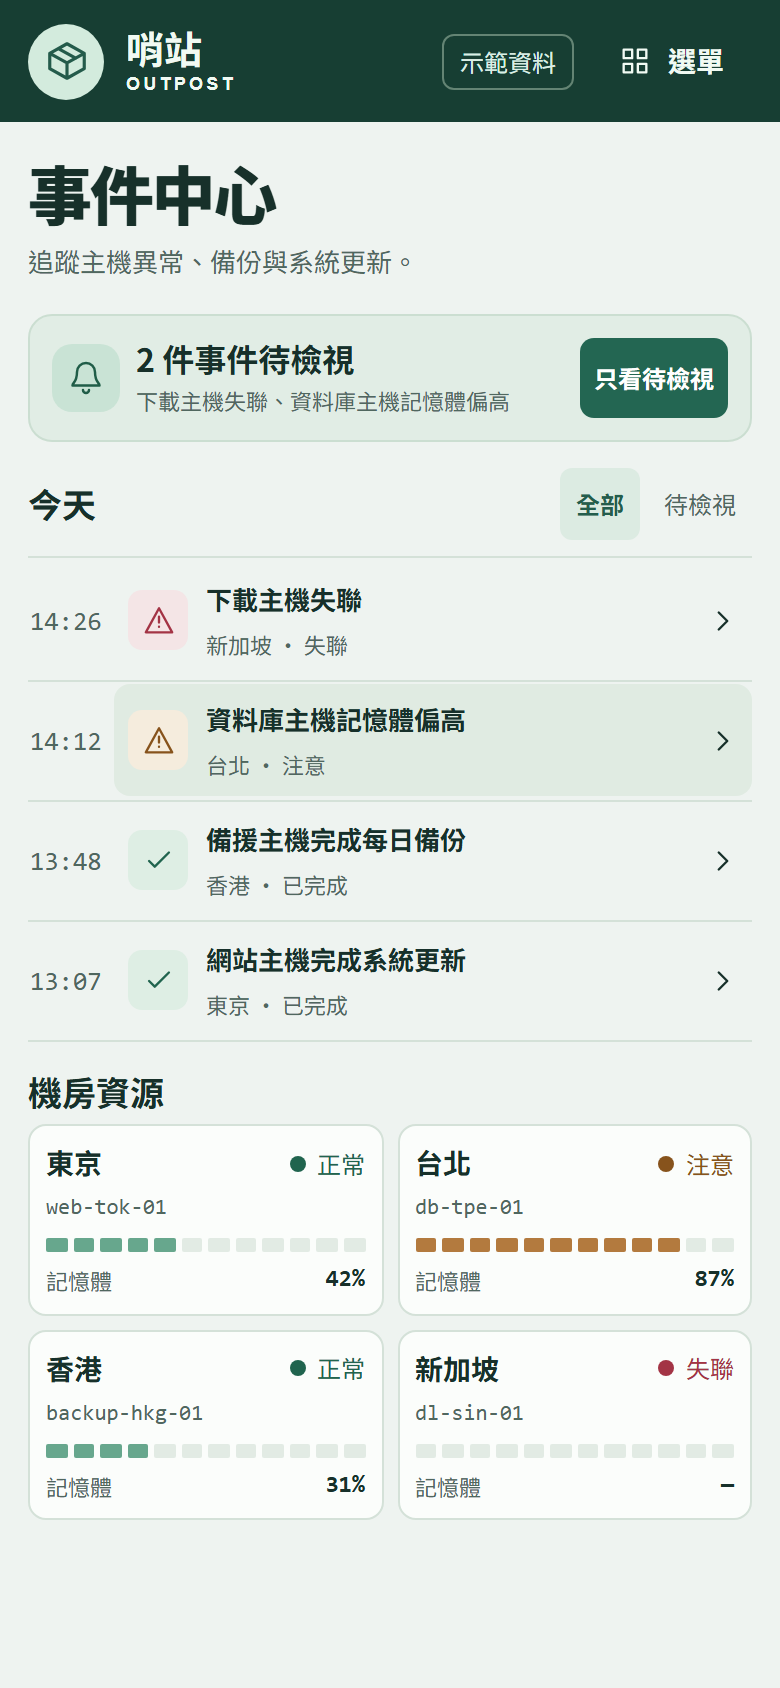 哨站
OUTPOST
示範資料
選單
事件中心
追蹤主機異常、備份與系統更新。
2 件事件待檢視
下載主機失聯、資料庫主機記憶體偏高
只看待檢視
今天
全部
待檢視
14:26
下載主機失聯
新加坡 • 失聯
14:12
資料庫主機記憶體偏高
台北 • 注意
13:48
備援主機完成每日備份
香港 • 已完成
13:07
網站主機完成系統更新
東京 • 已完成
機房資源
東京
正常
web-tok-01
記憶體
42%
台北
注意
db-tpe-01
記憶體
87%
香港
正常
backup-hkg-01
記憶體
31%
新加坡
失聯
dl-sin-01
記憶體
—